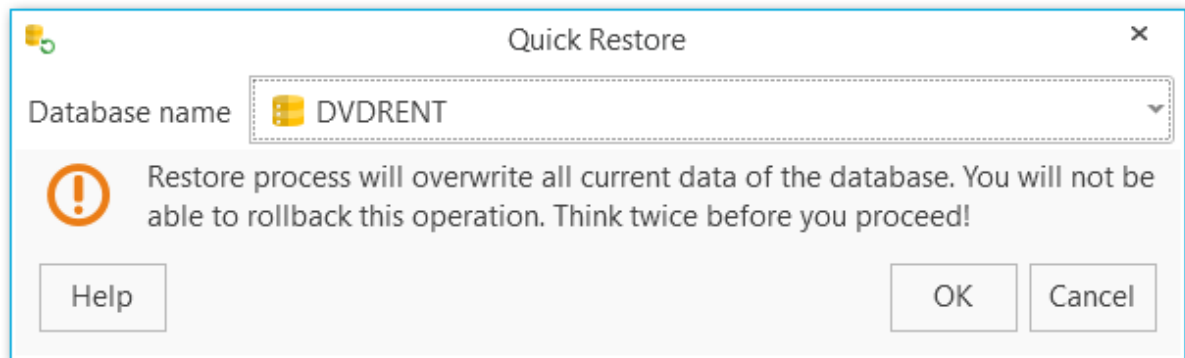 Quick Restore
Database name DVDRENT
Restore process will overwrite all current data of the database. You will not be
able to rollback this operation. Think twice before you proceed!
Help OK Cancel